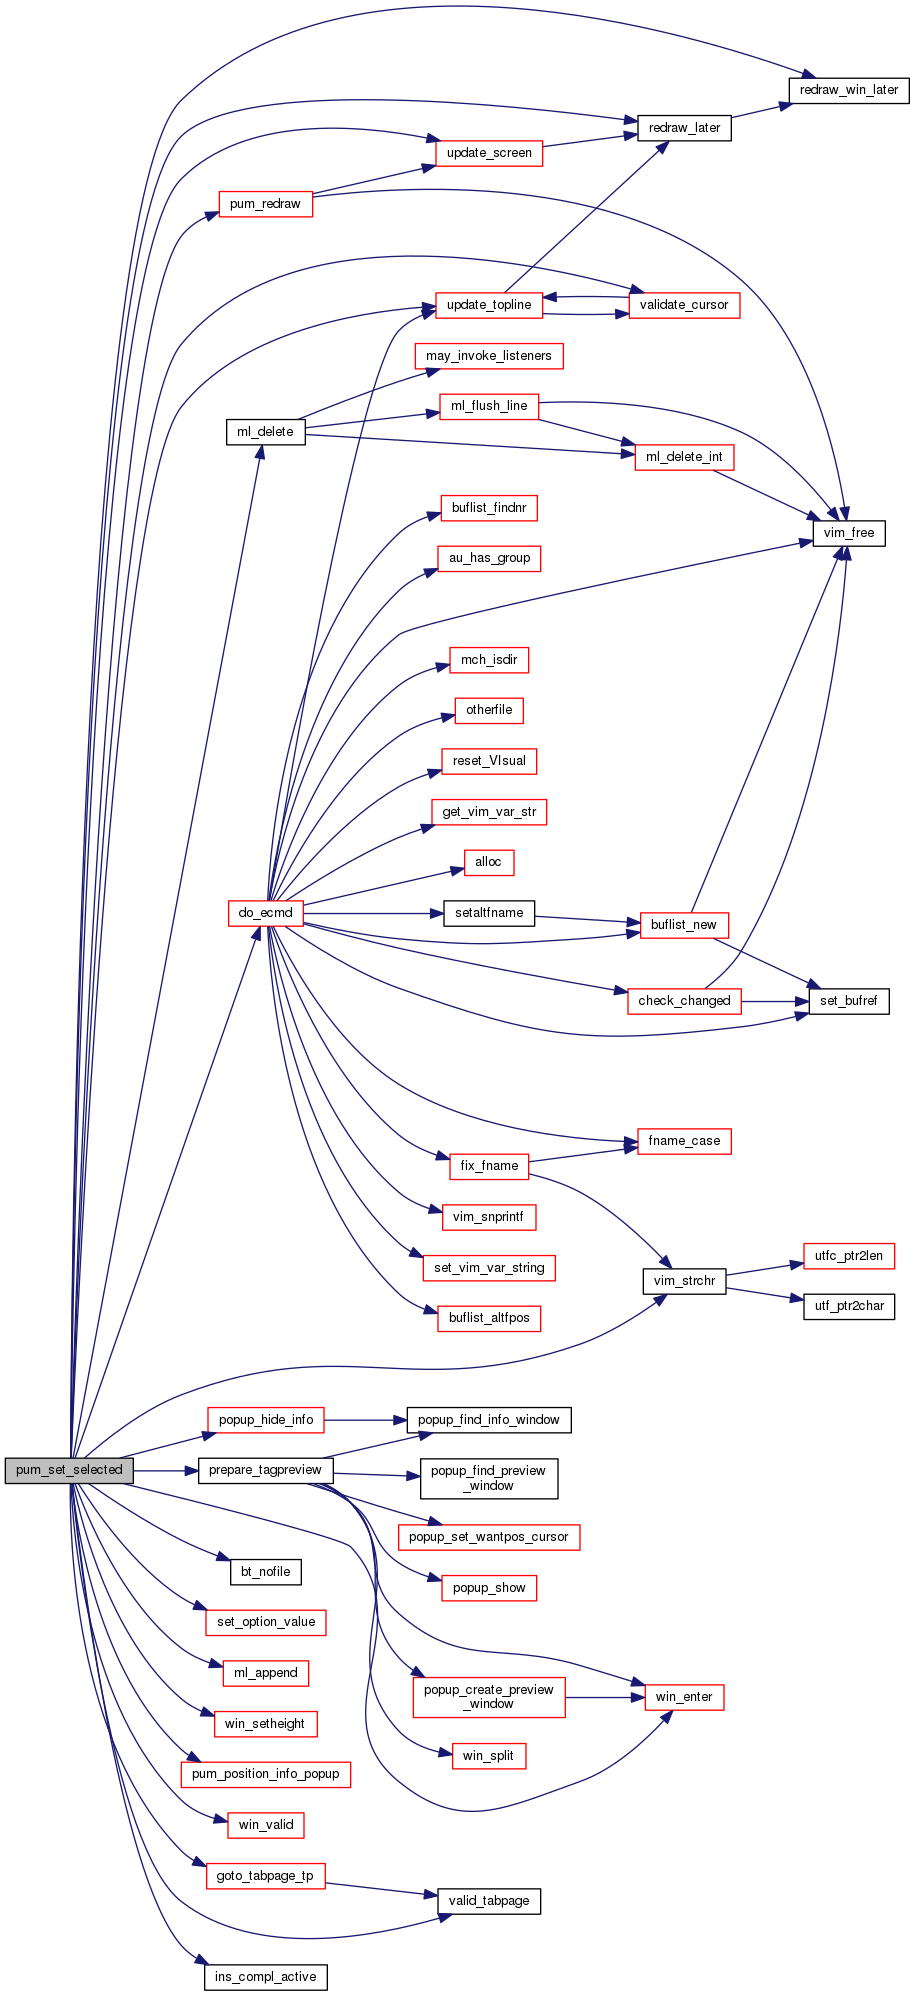 redraw_win_later
redraw_later
update_screen
pum_redraw
update_topline
validate_cursor
may_invoke_listeners
ml_flush_line
ml_delete
ml_delete_int
buflist_findnr
vim_free
au_has_group
mch_isdir
otherfile
reset_VIsual
get_vim_var_str
alloc
do_ecmd
setaltfname
buflist_new
check_changed
set_bufref
fname_case
fix_fname
vim_snprintf
utfc_ptr2len
set_vim_var_string
vim_strchr
utf_ptr2char
buflist_altfpos
popup_hide_info
popup_find_info_window
pum_set_selected
prepare_tagpreview
popup_find_preview
_window
popup_set_wantpos_cursor
bt_nofile
popup_show
set_option_value
ml_append
popup_create_preview
_window
win_enter
win_setheight
win_split
pum_position_info_popup
win_valid
goto_tabpage_tp
valid_tabpage
ins_compl_active